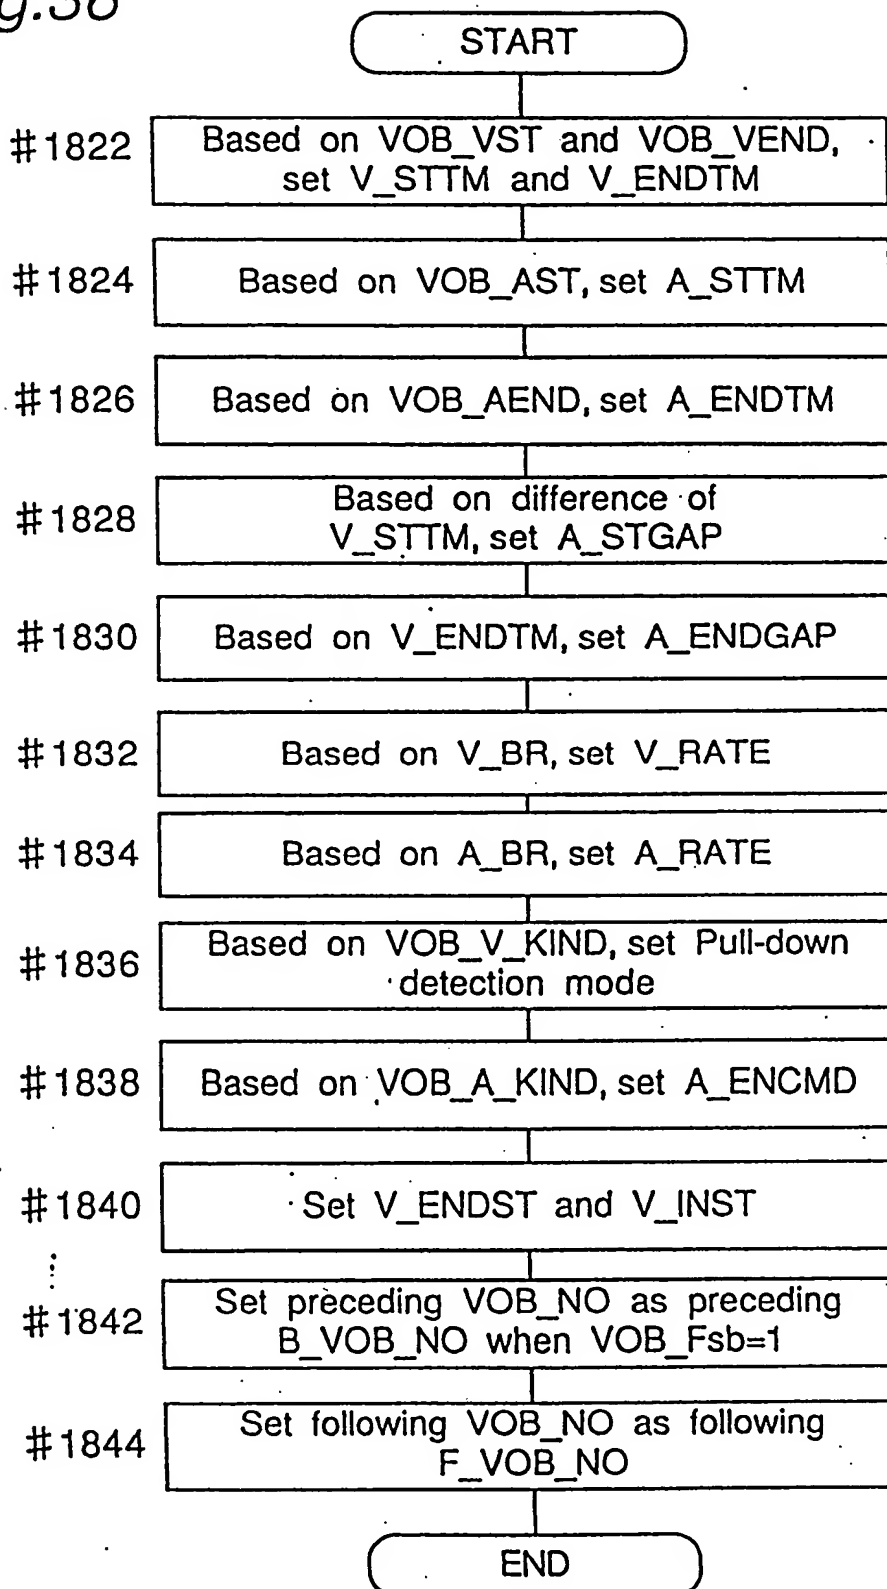 g.56
START
#1822
Based on VOB_VST and VOB_VEND,
set V_STTM and V_ENDTM
#1824
Based on VOB_AST, set A_STTM
#1826
Based on VOB_AEND, set A_ENDTM
#1828
Based on difference of
V_STTM, set A_STGAP
#1830
Based on V_ENDTM, set A_ENDGAP
#1832
Based on V_BR, set V_RATE
#1834
Based on A_BR, set A_RATE
#1836
Based on VOB_V_KIND, set Pull-down
detection mode
#1838
Based on VOB_A_KIND, set A_ENCMD
#1840
Set V_ENDST and V_INST
#1842
Set preceding VOB_NO as preceding
B_VOB_NO when VOB_Fsb=1
#1844
Set following VOB_NO as following
F_VOB_NO
END